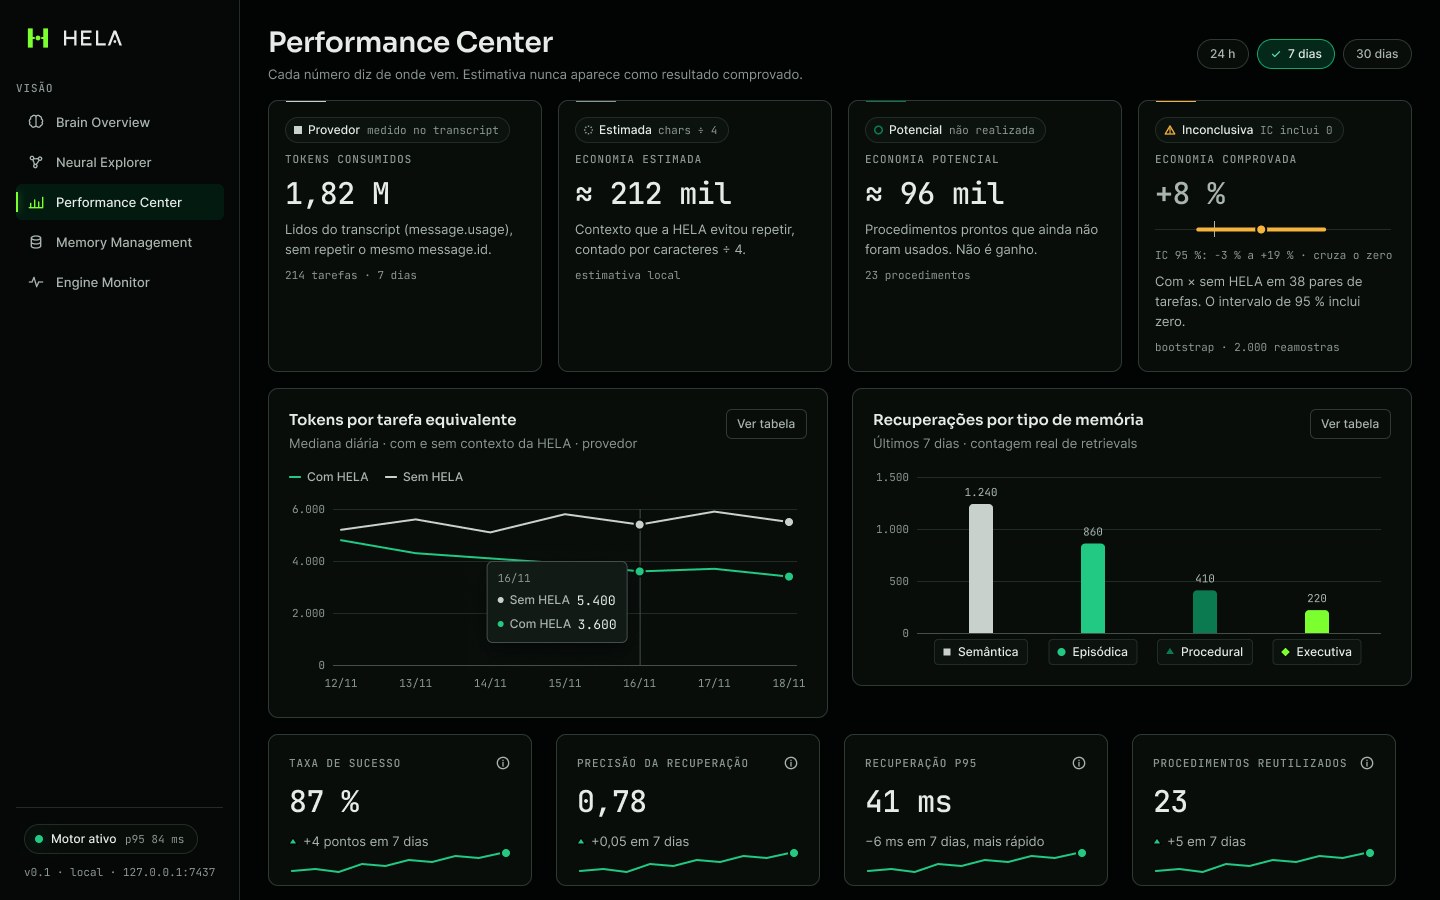 HELA
VISÃO
Brain Overview
Neural Explorer
Performance Center
Memory Management
Engine Monitor
Motor ativo p95 84 ms
v0.1 · local · 127.0.0.1:7437
Performance Center
Cada número diz de onde vem. Estimativa nunca aparece como resultado comprovado.
24 h
7 dias
30 dias
Provedor medido no transcript
TOKENS CONSUMIDOS
1,82 M
Lidos do transcript (message.usage),
sem repetir o mesmo message.id.
214 tarefas · 7 dias
Estimada chars ÷ 4
ECONOMIA ESTIMADA
≈ 212 mil
Contexto que a HELA evitou repetir,
contado por caracteres ÷ 4.
estimativa local
Potencial não realizada
ECONOMIA POTENCIAL
≈ 96 mil
Procedimentos prontos que ainda não
foram usados. Não é ganho.
23 procedimentos
Inconclusiva IC inclui 0
ECONOMIA COMPROVADA
+8 %
IC 95 %: -3 % a +19 % · cruza o zero
Com × sem HELA em 38 pares de
tarefas. O intervalo de 95 % inclui
zero.
bootstrap · 2.000 reamostras
Tokens por tarefa equivalente
Mediana diária · com e sem contexto da HELA · provedor
Ver tabela
Com HELA
Sem HELA
6.000
4.000
2.000
0
16/11
Sem HELA 5.400
Com HELA 3.600
12/11
13/11
14/11
15/11
16/11
17/11
18/11
Recuperações por tipo de memória
Últimos 7 dias · contagem real de retrievals
Ver tabela
1.500
1.000
500
0
1.240
860
410
220
Semântica
Episódica
Procedural
Executiva
TAXA DE SUCESSO
87 %
+4 pontos em 7 dias
PRECISÃO DA RECUPERAÇÃO
0,78
+0,05 em 7 dias
RECUPERAÇÃO P95
41 ms
−6 ms em 7 dias, mais rápido
PROCEDIMENTOS REUTILIZADOS
23
+5 em 7 dias